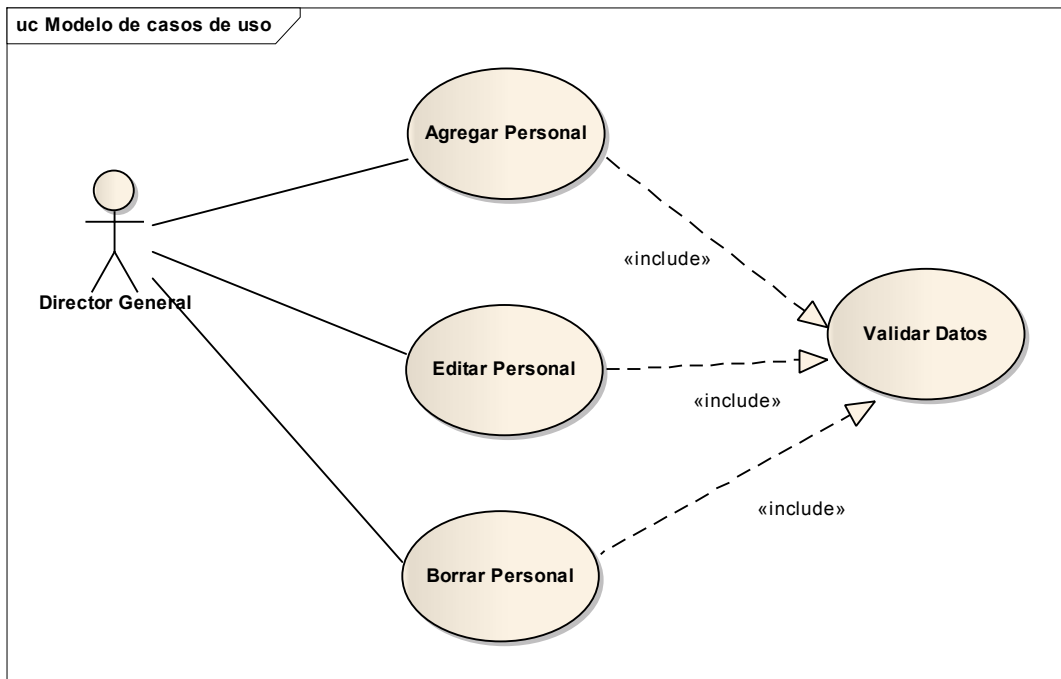 uc Modelo de casos de uso
Agregar Personal
«include»
Director General
Validar Datos
Editar Personal
«include»
«include»
Borrar Personal